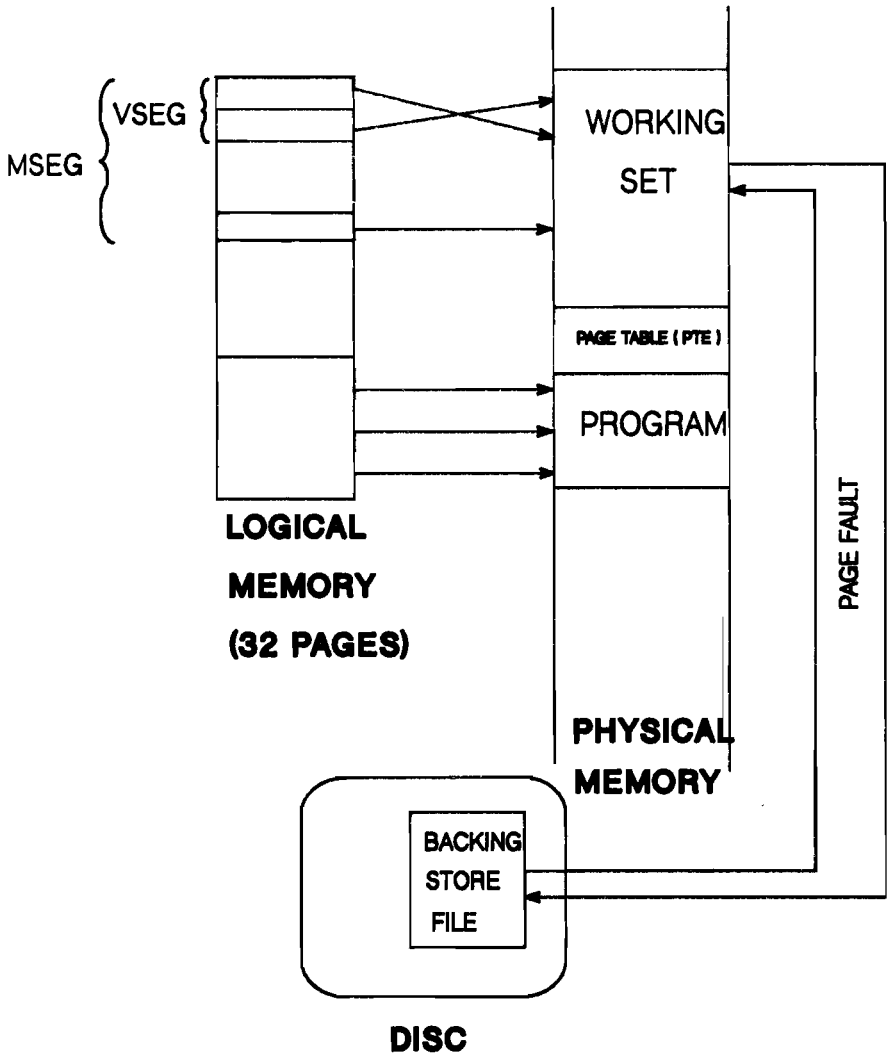 MSEG
VSEG
WORKING
SET
PAGE TABLE ( PTE )
PROGRAM
LOGICAL
MEMORY
(32 PAGES)
PAGE FAULT
PHYSICAL
MEMORY
BACKING
STORE
FILE
DISC